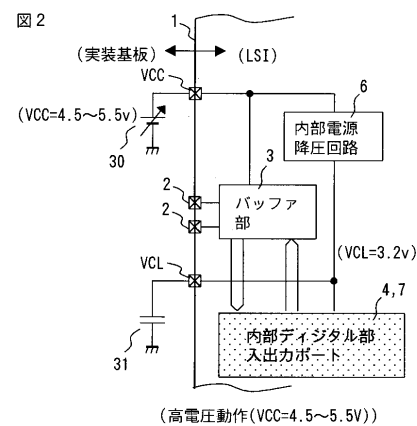 図2
1
(実装基板)
(LSI)
VCC
6
(VCC=4.5〜5.5v)
30
内部電源
降圧回路
3
2
2
バッファ
部
(VCL=3.2v)
VCL
4,7
31
内部ディジタル部
入出力ポート
(高電圧動作(VCC=4.5〜5.5V))